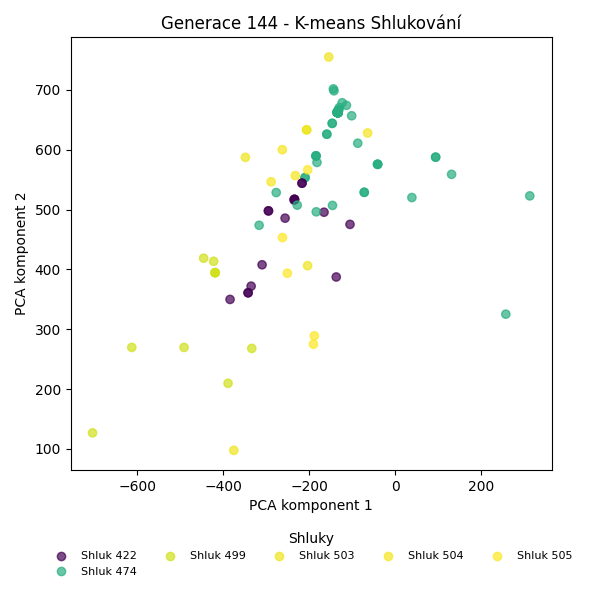 Generace 144 - K-means Shlukování
PCA komponent 2
700
600
500
400
300
200
100
−600 −400 −200 0 200
PCA komponent 1
Shluky
Shluk 422 Shluk 499 Shluk 503 Shluk 504 Shluk 505
Shluk 474